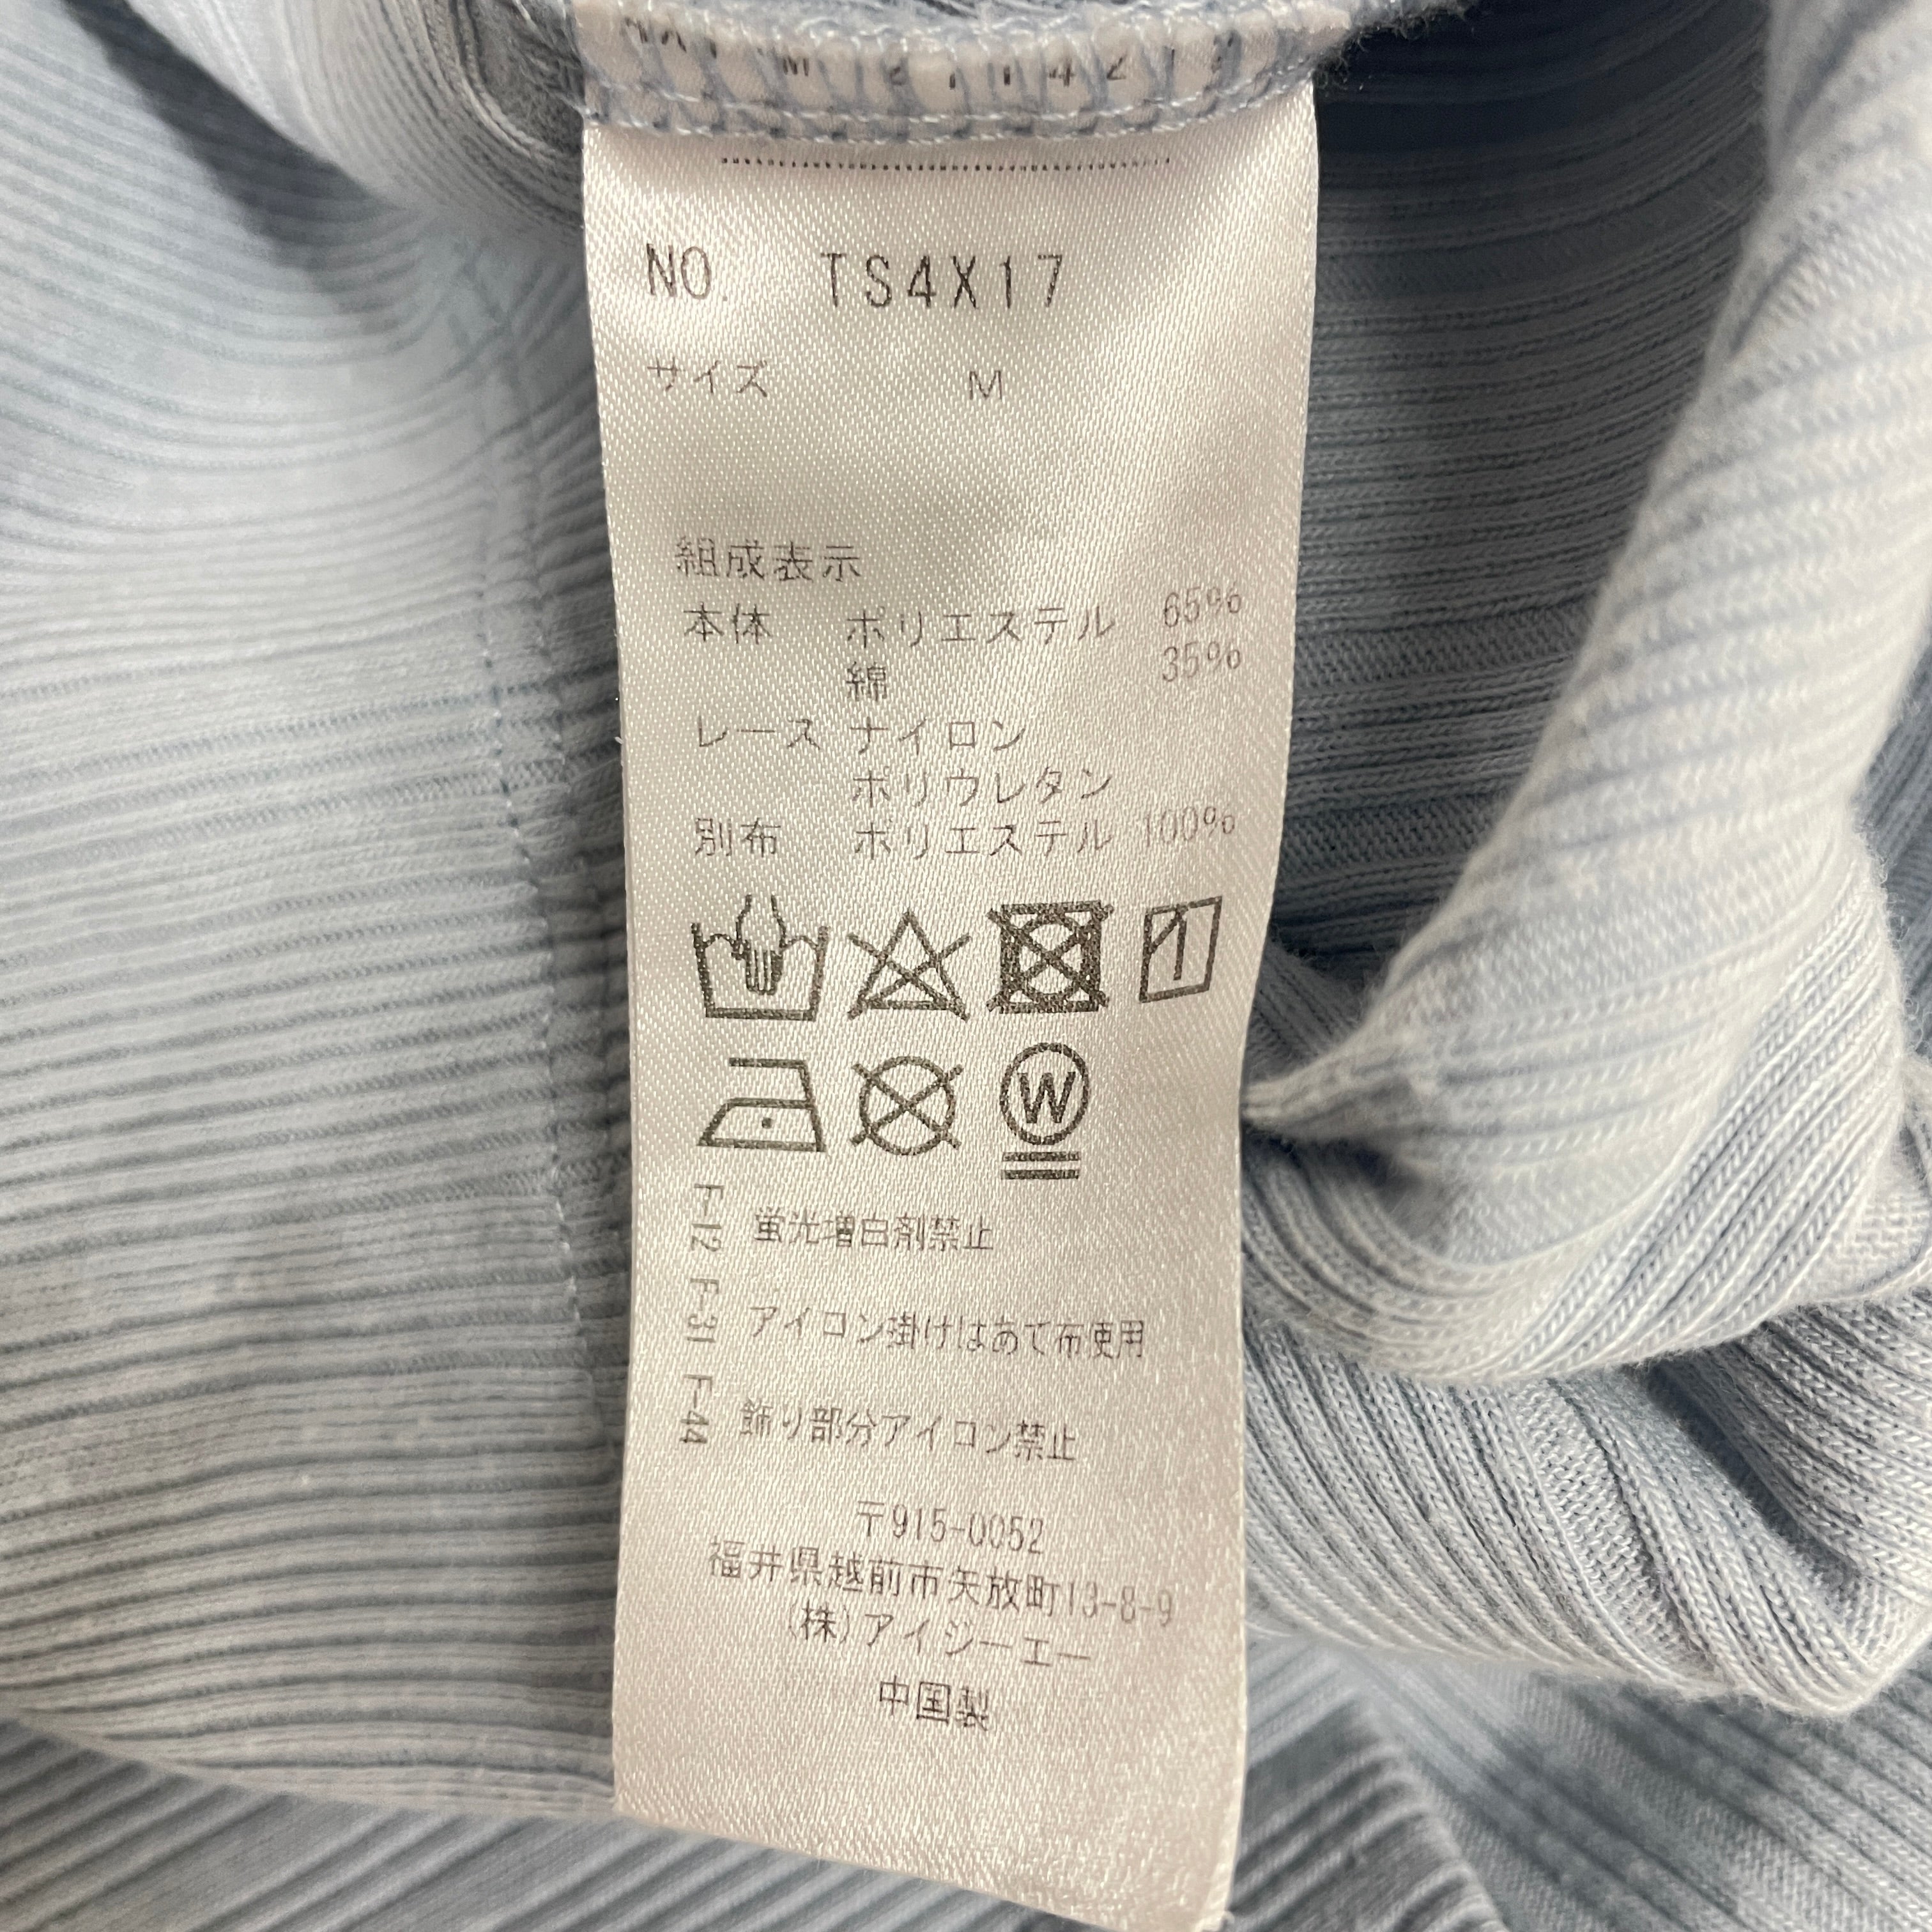 NO. TS4X17
サイズ M
組成表示
本体 ポリエステル 65%
綿 35%
レース ナイロン
ポリウレタン
別布 ポリエステル 100%
W
F-12 蛍光増白剤禁止
F-31 アイロン掛けはあて布使用
F-44 飾り部分アイロン禁止
〒915-0052
福井県越前市矢放町13-8-9
(株)アイジーエー
中国製